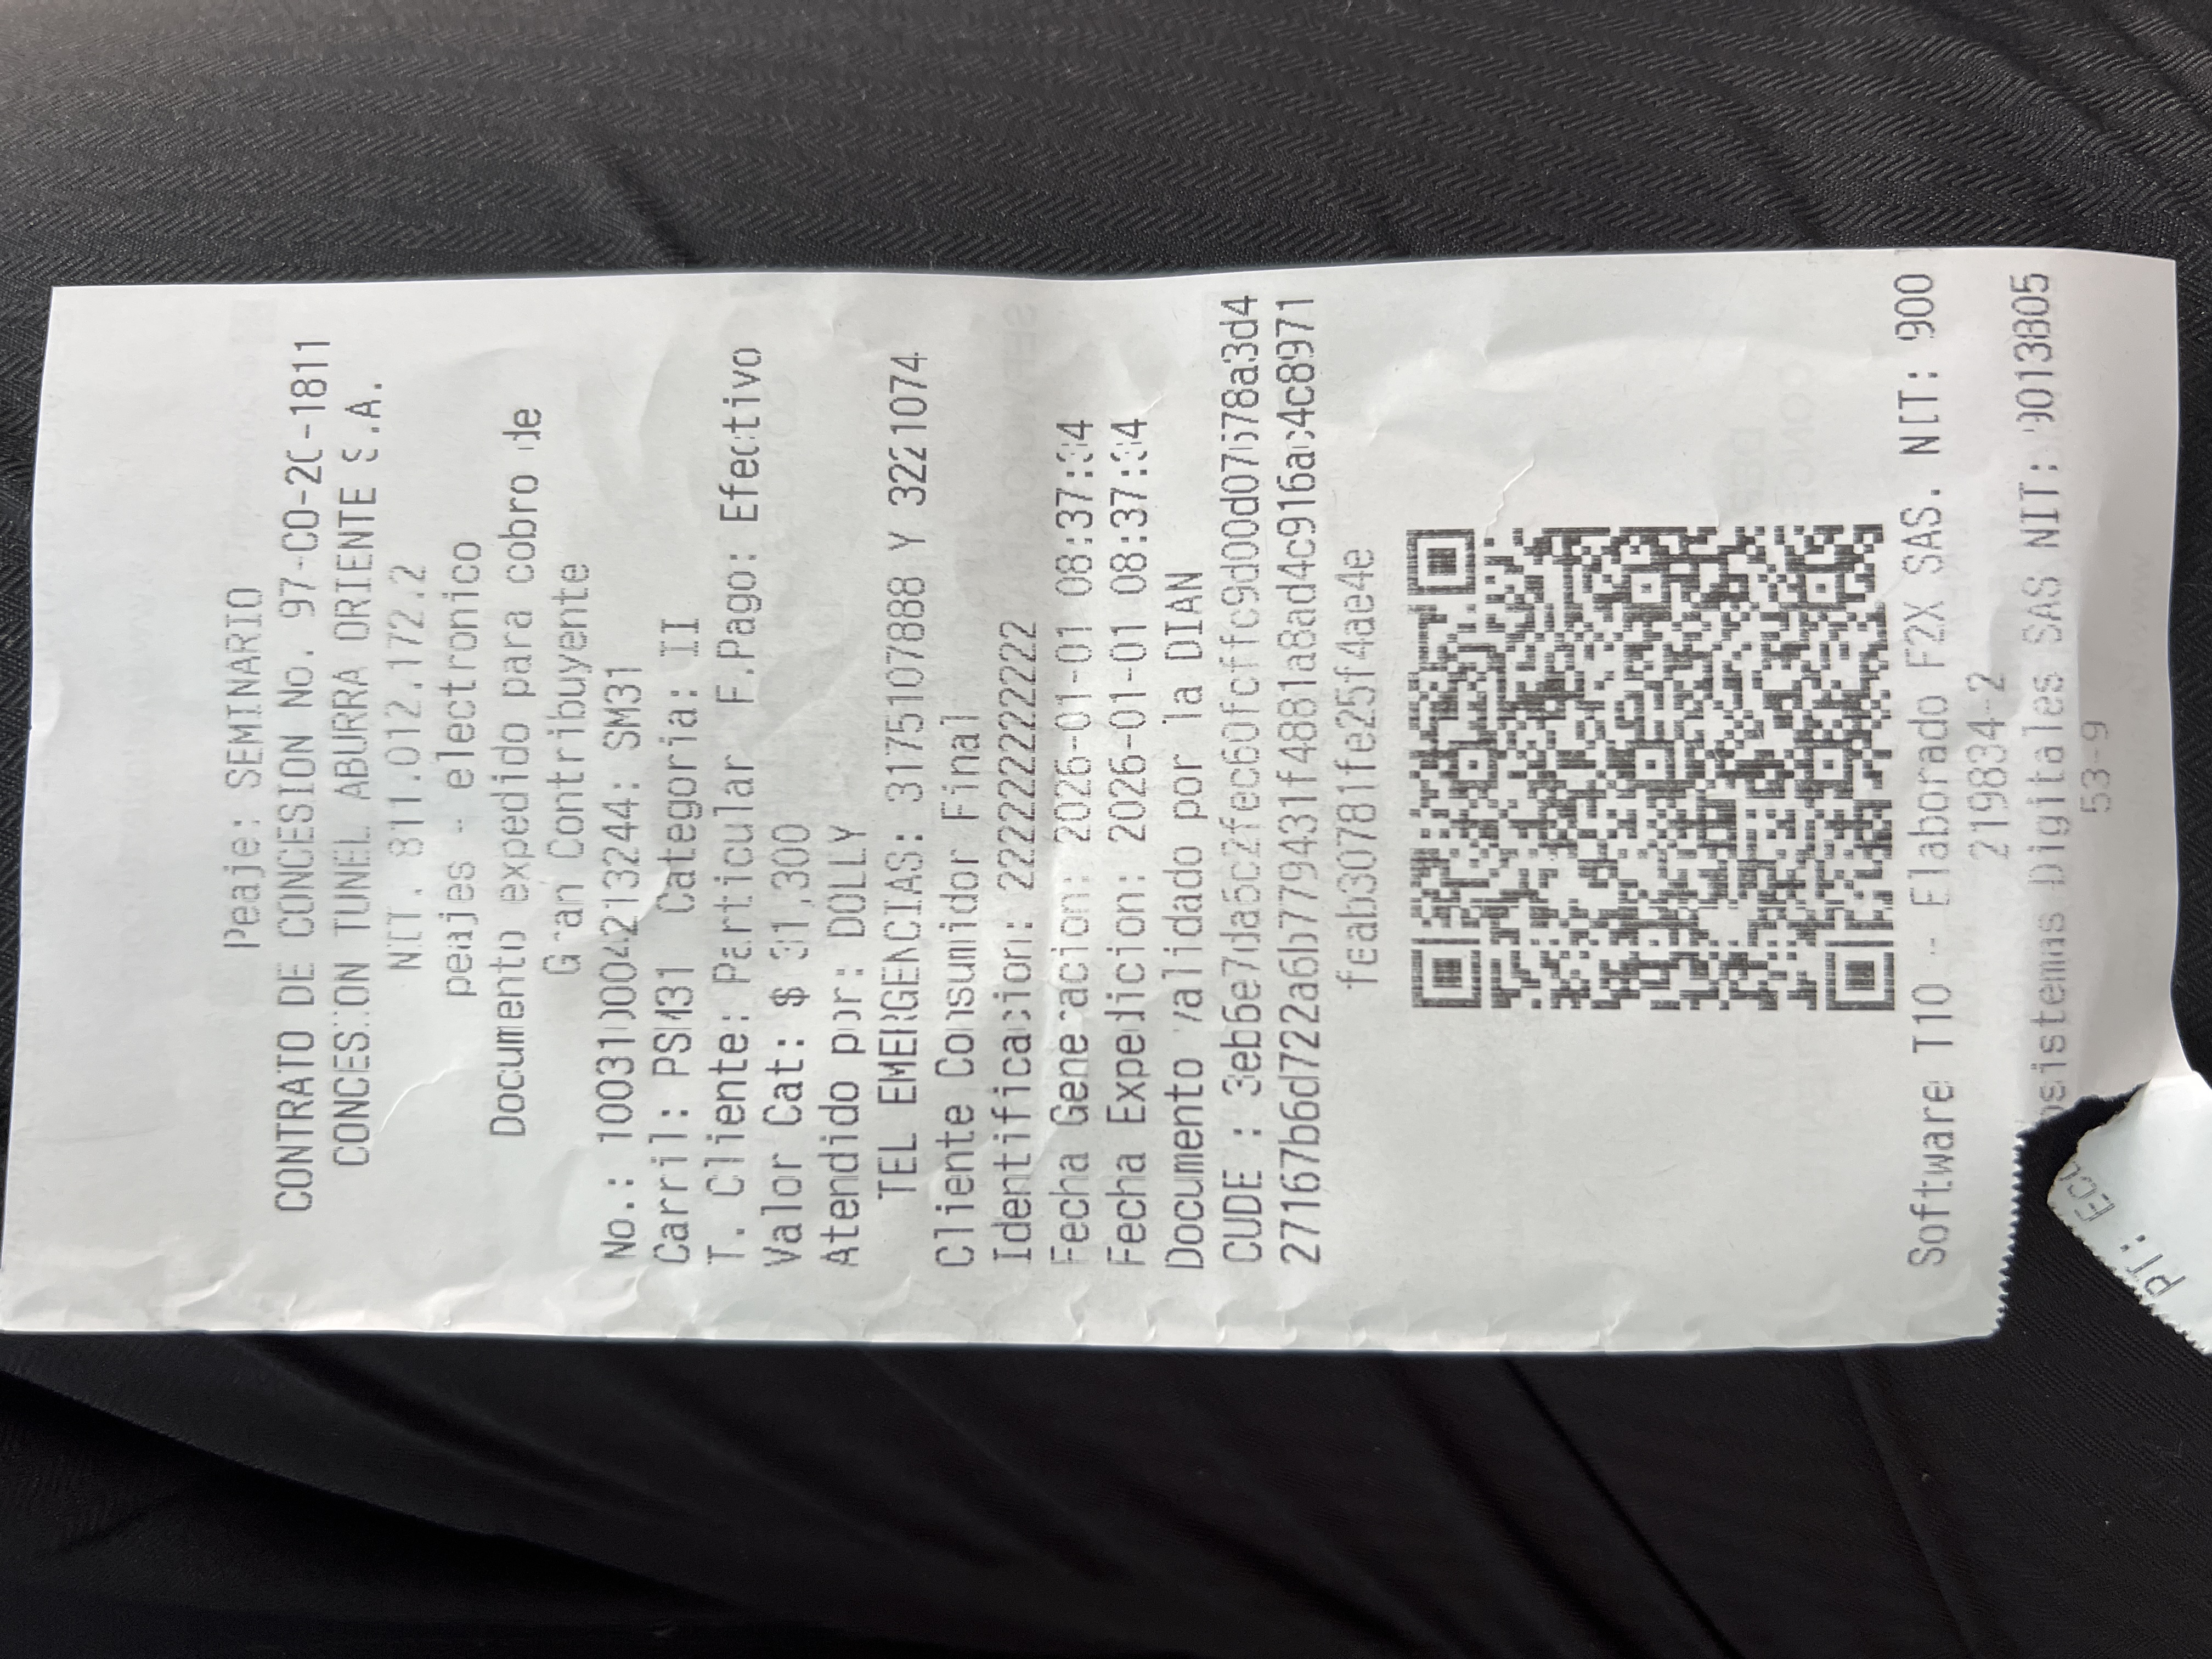 Peaje: SEMINARIO
CONTRATO DE CONCESION No. 97-CO-20-1811
CONCESION TUNEL ABURRA ORIENTE S.A.
NIT. 811.012.172.2
peajes - electronico
Documento expedido para cobro de
Gran Contribuyente
No.: 100310004213244: SM31
Carril: PSM31 Categoria: II
T. Cliente: Particular F.Pago: Efectivo
Valor Cat: $ 31,300
Atendido por: DOLLY
TEL EMERGENCIAS: 3175107888 Y 3221074
Cliente Consumidor Final
Identificacion: 222222222222
Fecha Generacion: 2026-01-01 08:37:34
Fecha Expedicion: 2026-01-01 08:37:34
Documento Validado por la DIAN
CUDE :
feab30781fe25f4ae4e
Software T10 - Elaborado F2X SAS. NIT: 900
219834-2
PT: Ecosistemas Digitales SAS NIT: 9013805
53-9